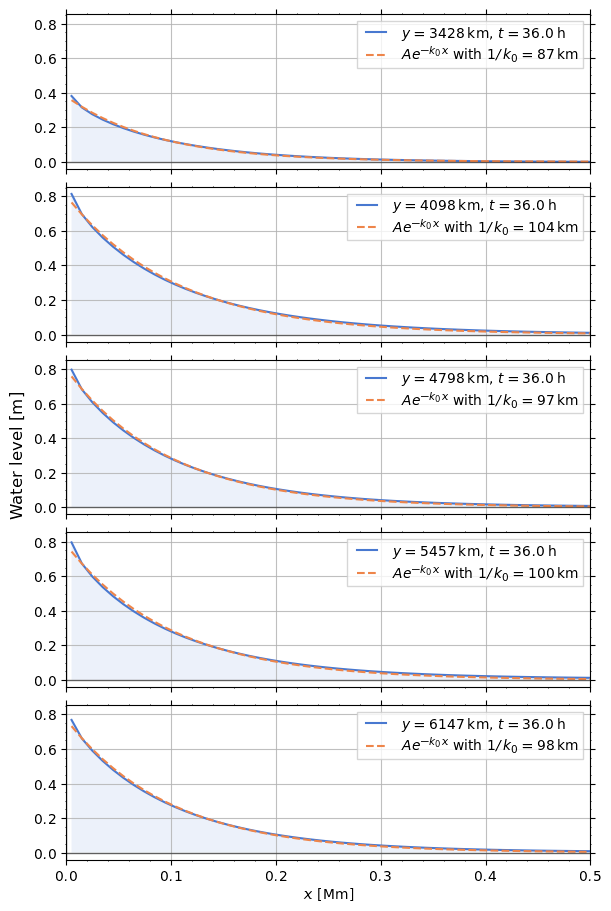 0.8
0.6
0.4
0.2
0.0
y = 3428 km, t = 36.0 h
Ae^{−k₀x} with 1/k₀ = 87 km
0.8
0.6
0.4
0.2
0.0
y = 4098 km, t = 36.0 h
Ae^{−k₀x} with 1/k₀ = 104 km
Water level [m]
0.8
0.6
0.4
0.2
0.0
y = 4798 km, t = 36.0 h
Ae^{−k₀x} with 1/k₀ = 97 km
0.8
0.6
0.4
0.2
0.0
y = 5457 km, t = 36.0 h
Ae^{−k₀x} with 1/k₀ = 100 km
0.8
0.6
0.4
0.2
0.0
y = 6147 km, t = 36.0 h
Ae^{−k₀x} with 1/k₀ = 98 km
0.0 0.1 0.2 0.3 0.4 0.5
x [Mm]